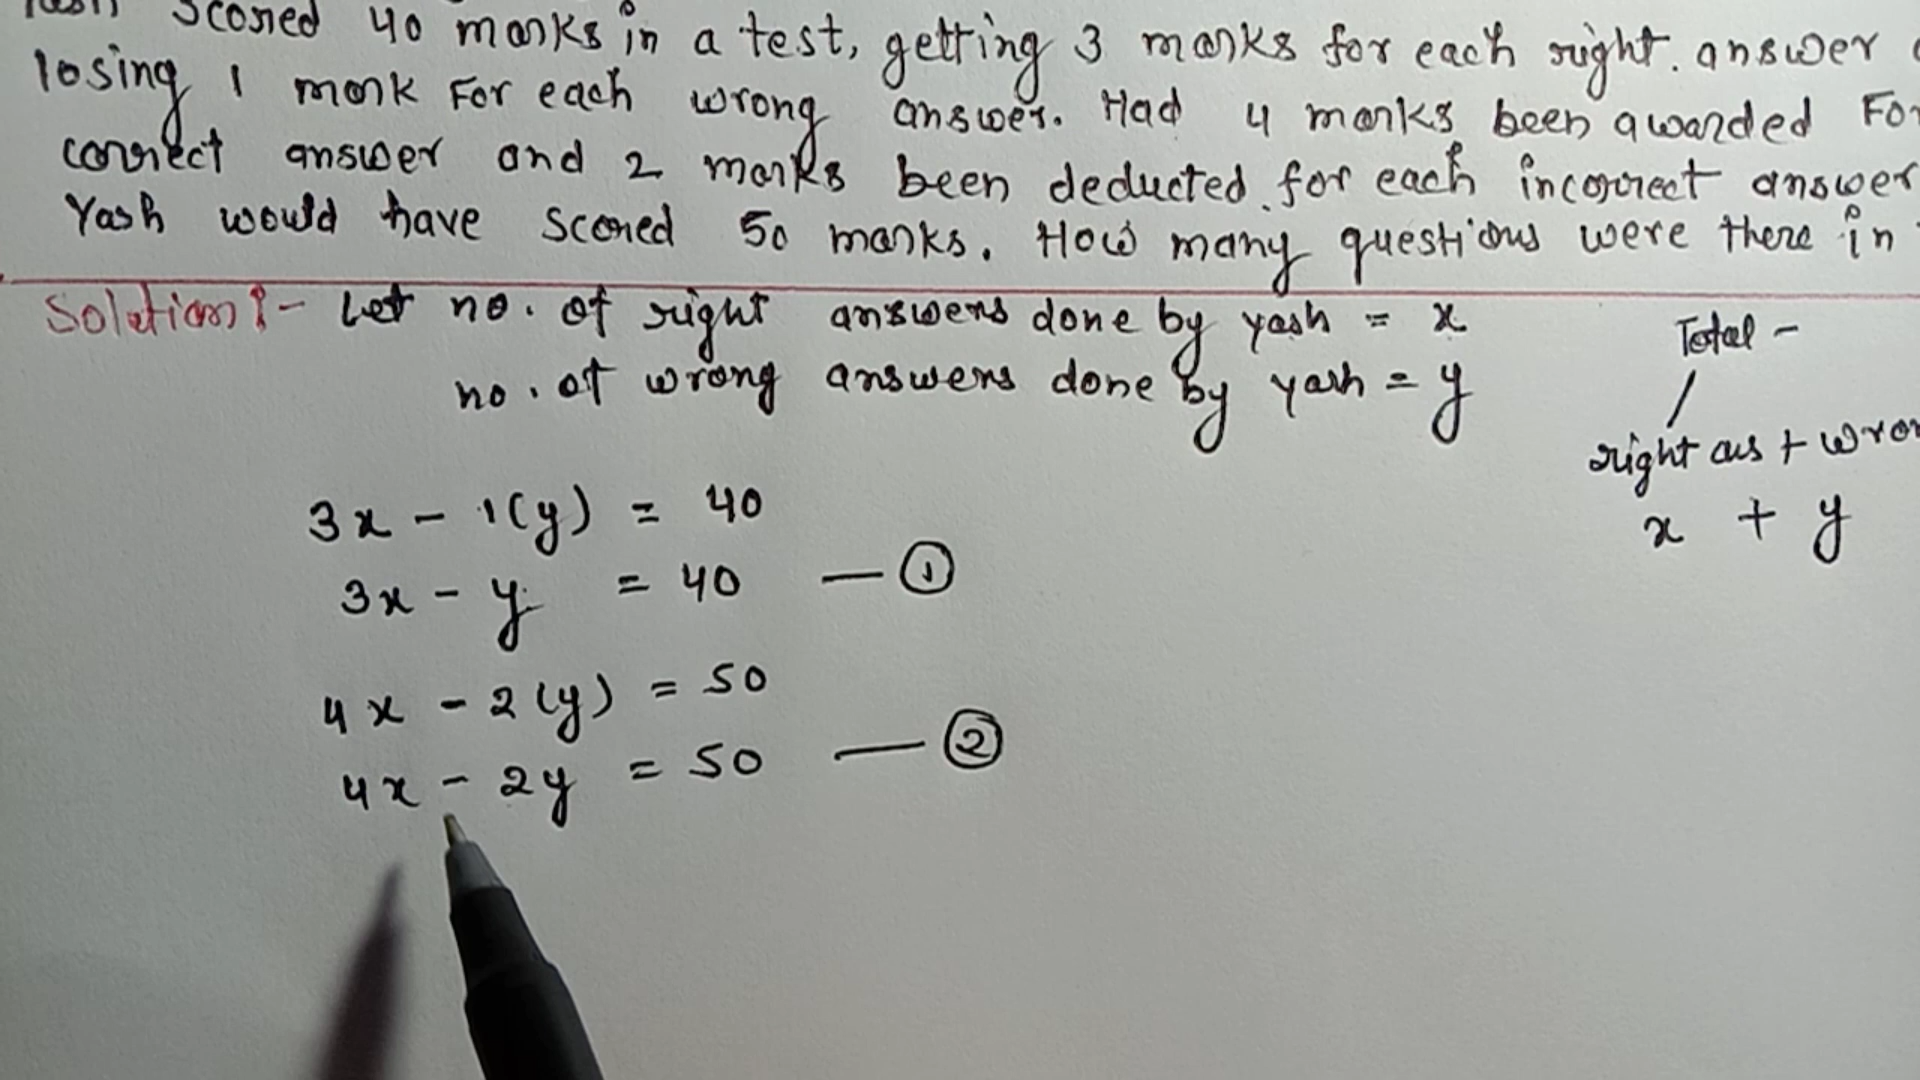 scored 40 marks in a test, getting 3 marks for each right. answer
losing 1 mark For each wrong answer. Had 4 marks been awarded For
correct answer and 2 marks been deducted for each incorrect answer
Yash would have scored 50 marks. How many questions were there in
Solution:- Let no. of right answers done by yash = x
no. of wrong answers done by yash = y
Total -
right ans + wron
x + y
3x - 1(y) = 40
3x - y = 40 — ①
4x - 2(y) = 50
4x - 2y = 50 — ②